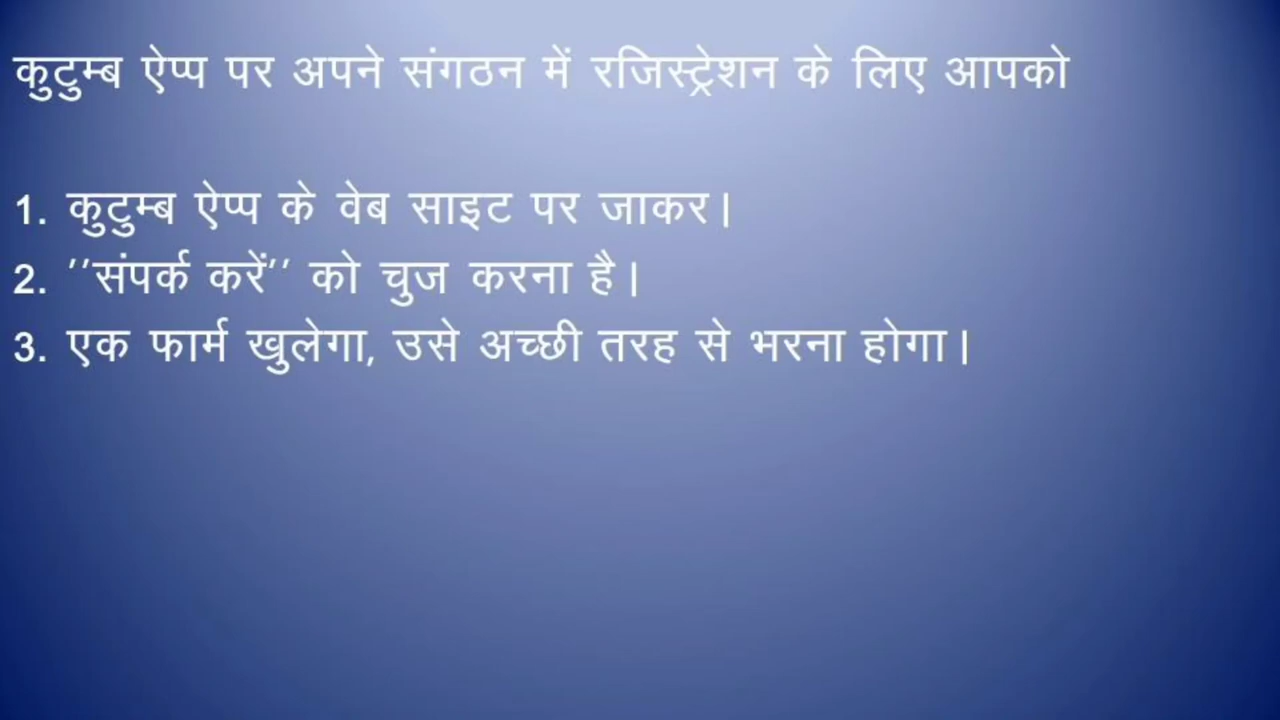 कुटुम्ब ऐप्प पर अपने संगठन में रजिस्ट्रेशन के लिए आपको
1. कुटुम्ब ऐप्प के वेब साइट पर जाकर।
2. ’’संपर्क करें’’ को चुज करना है।
3. एक फार्म खुलेगा, उसे अच्छी तरह से भरना होगा।